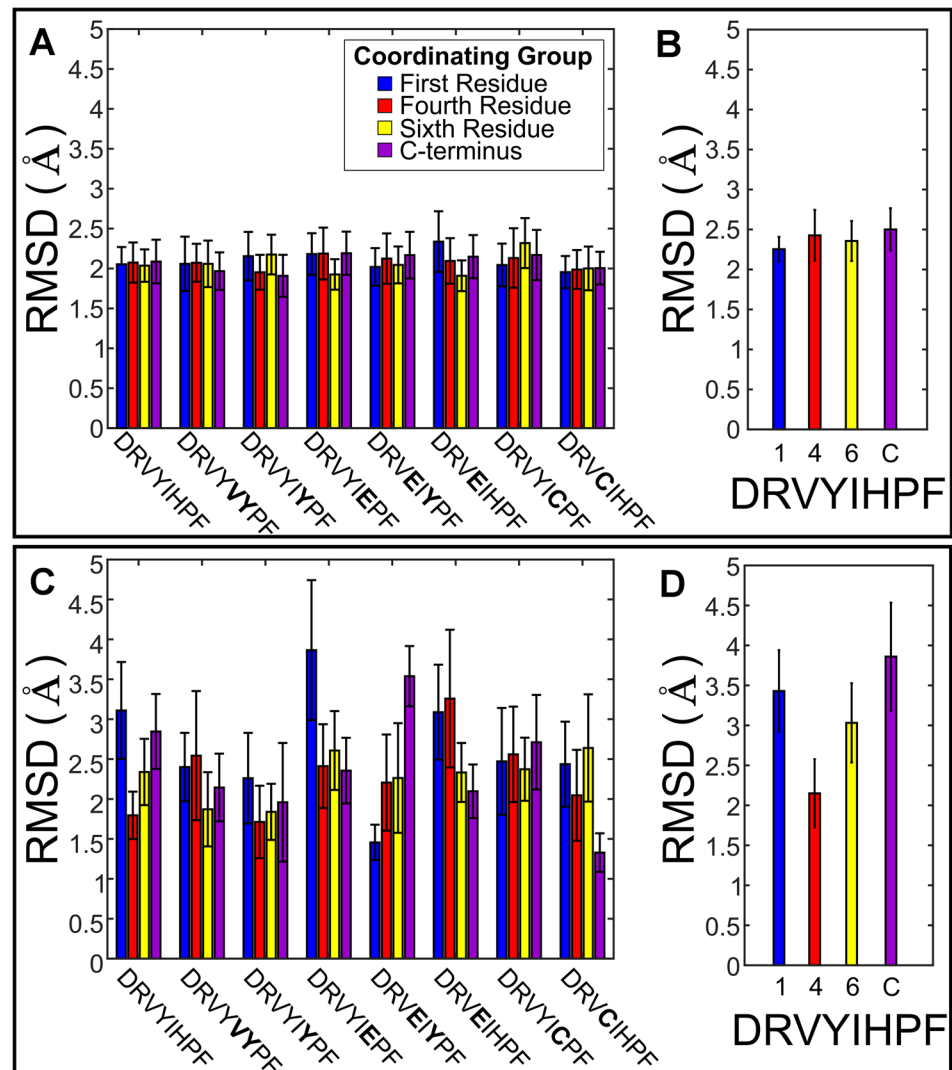 A
RMSD (Å)
5
4.5
4
3.5
3
2.5
2
1.5
1
0.5
0
Coordinating Group
First Residue
Fourth Residue
Sixth Residue
C-terminus
DRVYIHPF
DRVYVYPF
DRVYIYPF
DRVYIEPF
DRVEIYPF
DRVEIHPF
DRVYICPF
DRVCIHPF
B
RMSD (Å)
5
4.5
4
3.5
3
2.5
2
1.5
1
0.5
0
1 4 6 C
DRVYIHPF
C
RMSD (Å)
5
4.5
4
3.5
3
2.5
2
1.5
1
0.5
0
DRVYIHPF
DRVYVYPF
DRVYIYPF
DRVYIEPF
DRVEIYPF
DRVEIHPF
DRVYICPF
DRVCIHPF
D
RMSD (Å)
5
4.5
4
3.5
3
2.5
2
1.5
1
0.5
0
1 4 6 C
DRVYIHPF